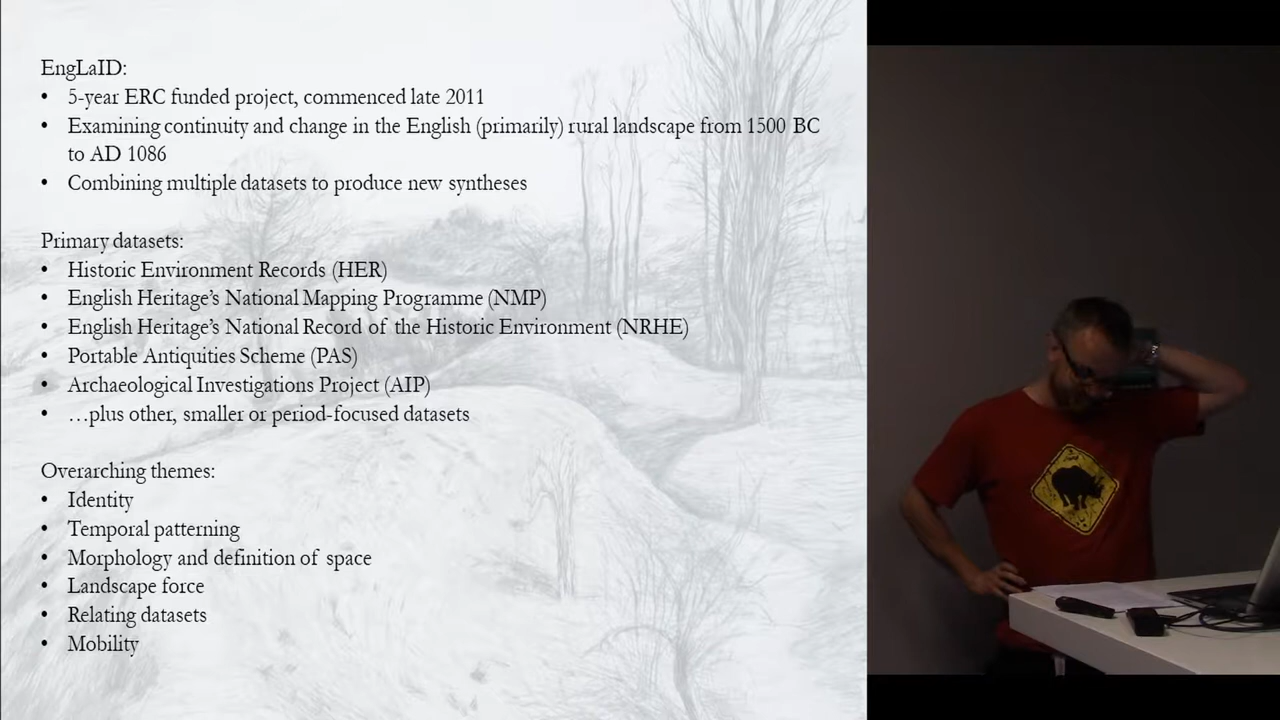 EngLaID:
• 5-year ERC funded project, commenced late 2011
• Examining continuity and change in the English (primarily) rural landscape from 1500 BC
to AD 1086
• Combining multiple datasets to produce new syntheses
Primary datasets:
• Historic Environment Records (HER)
• English Heritage’s National Mapping Programme (NMP)
• English Heritage’s National Record of the Historic Environment (NRHE)
• Portable Antiquities Scheme (PAS)
• Archaeological Investigations Project (AIP)
• …plus other, smaller or period-focused datasets
Overarching themes:
• Identity
• Temporal patterning
• Morphology and definition of space
• Landscape force
• Relating datasets
• Mobility